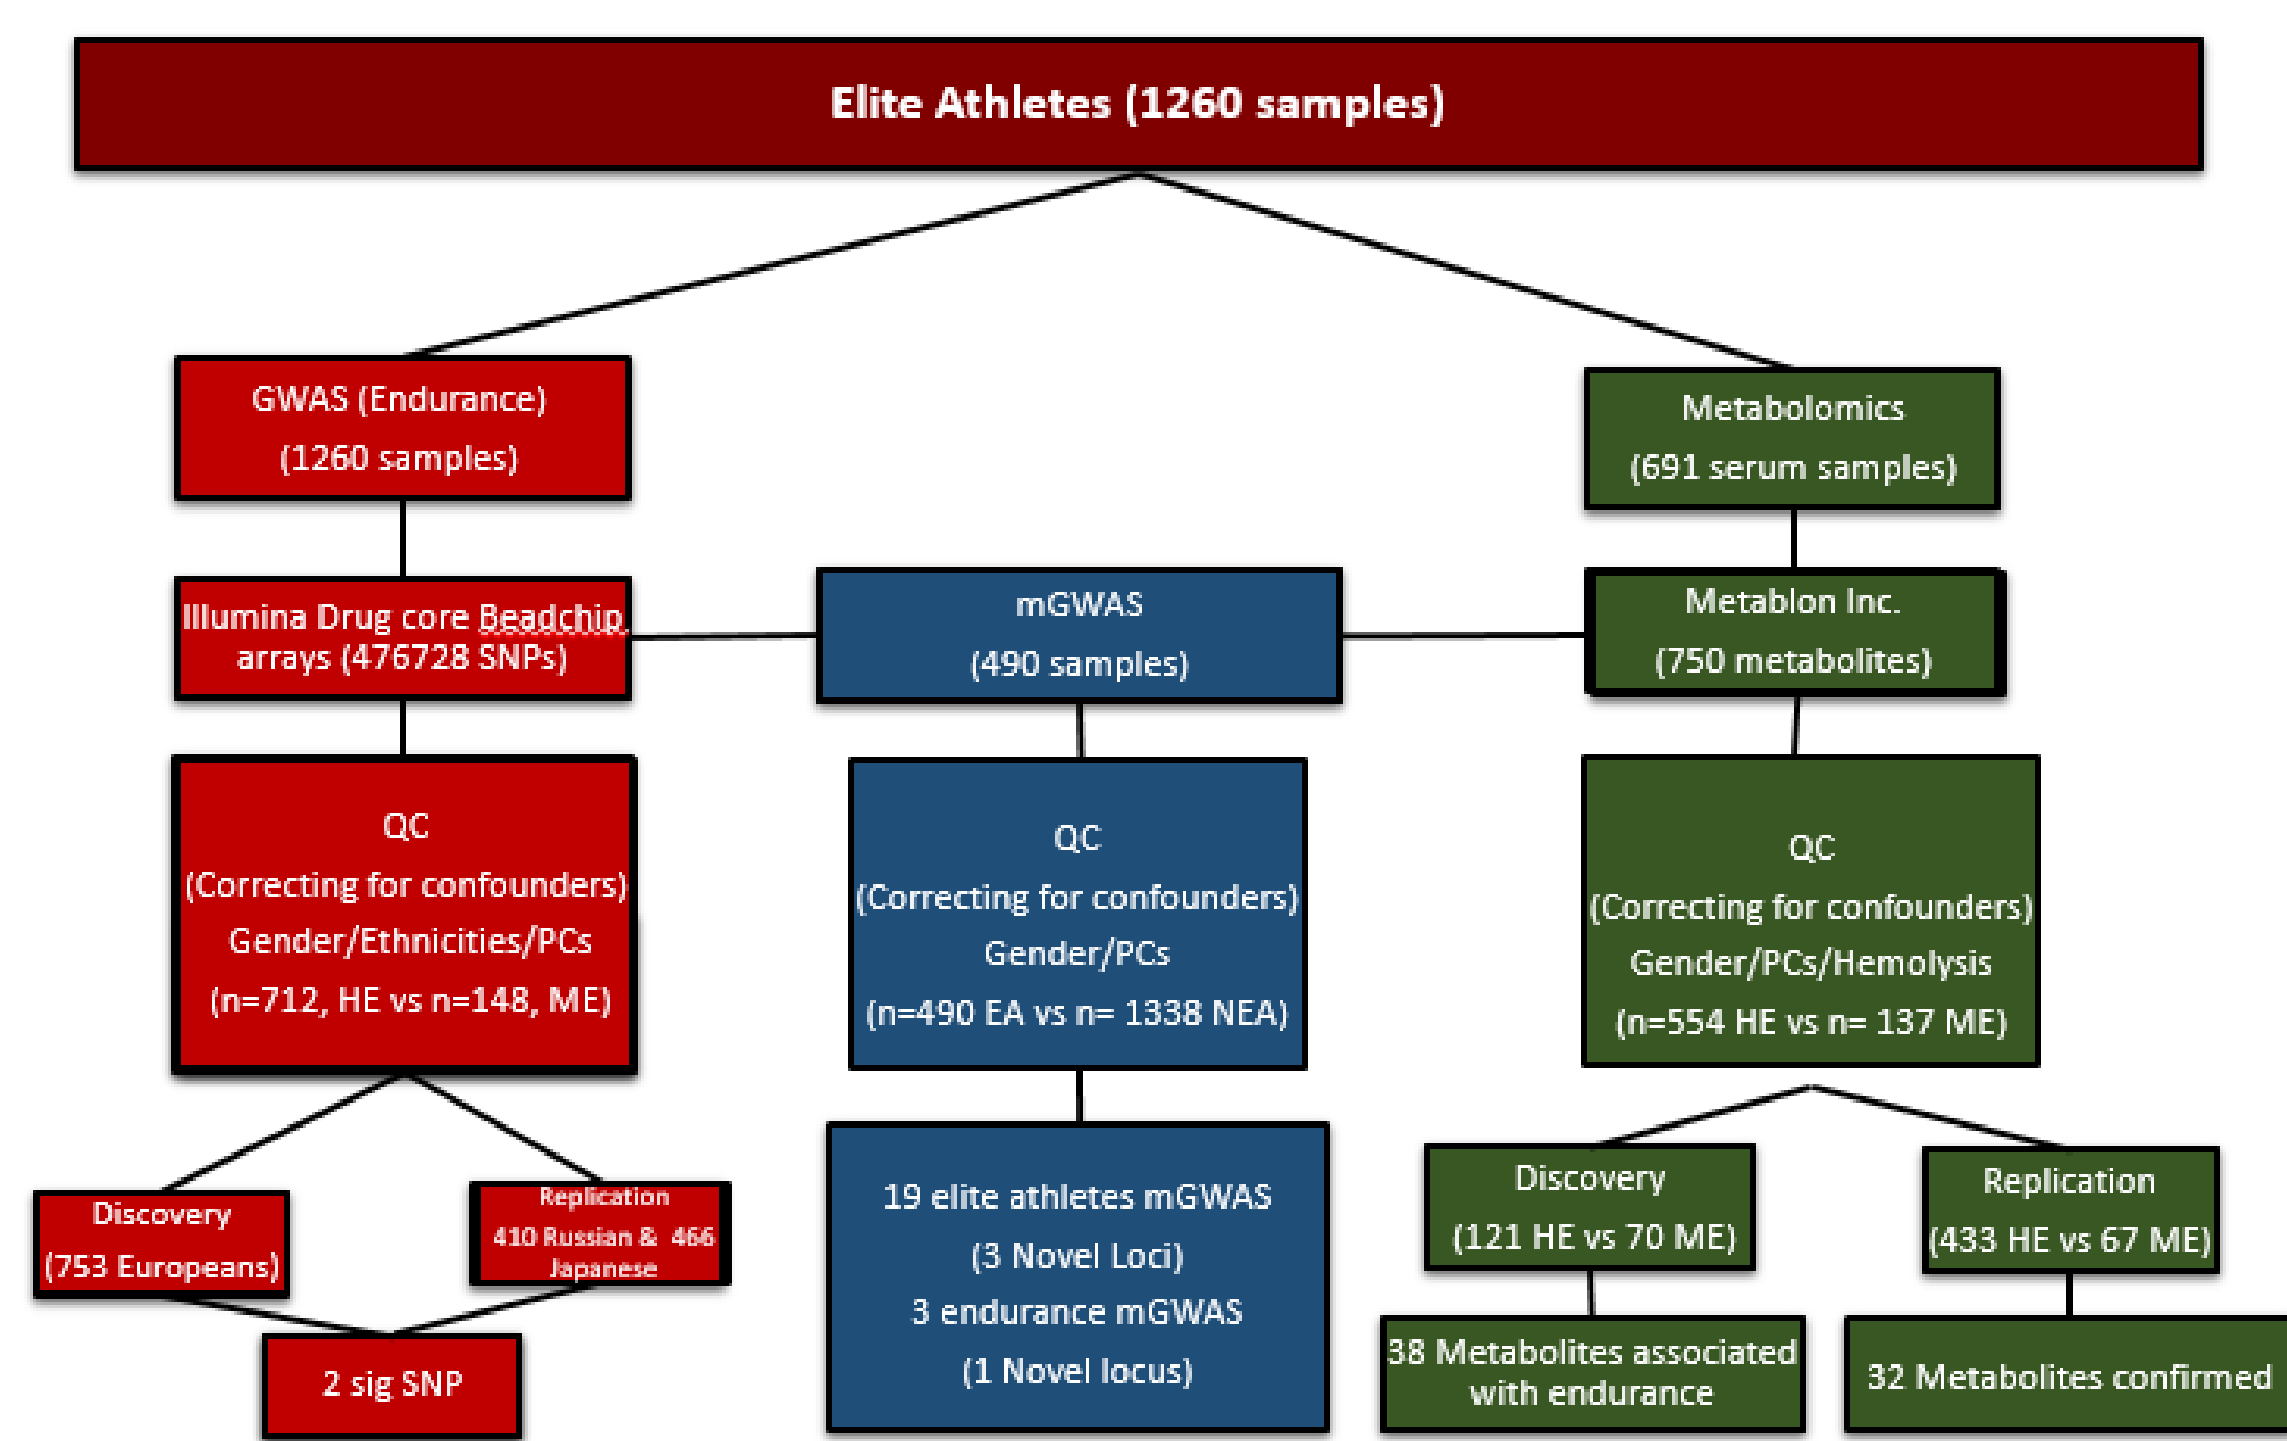 Elite Athletes (1260 samples)
GWAS (Endurance)
(1260 samples)
Metabolomics
(691 serum samples)
Illumina Drug core Beadchip
arrays (476728 SNPs)
mGWAS
(490 samples)
Metablon Inc.
(750 metabolites)
QC
(Correcting for confounders)
Gender/Ethnicities/PCs
(n=712, HE vs n=148, ME)
QC
(Correcting for confounders)
Gender/PCs
(n=490 EA vs n= 1338 NEA)
QC
(Correcting for confounders)
Gender/PCs/Hemolysis
(n=554 HE vs n= 137 ME)
Discovery
(753 Europeans)
Replication
410 Russian & 466
Japanese
2 sig SNP
19 elite athletes mGWAS
(3 Novel Loci)
3 endurance mGWAS
(1 Novel locus)
Discovery
(121 HE vs 70 ME)
Replication
(433 HE vs 67 ME)
38 Metabolites associated
with endurance
32 Metabolites confirmed